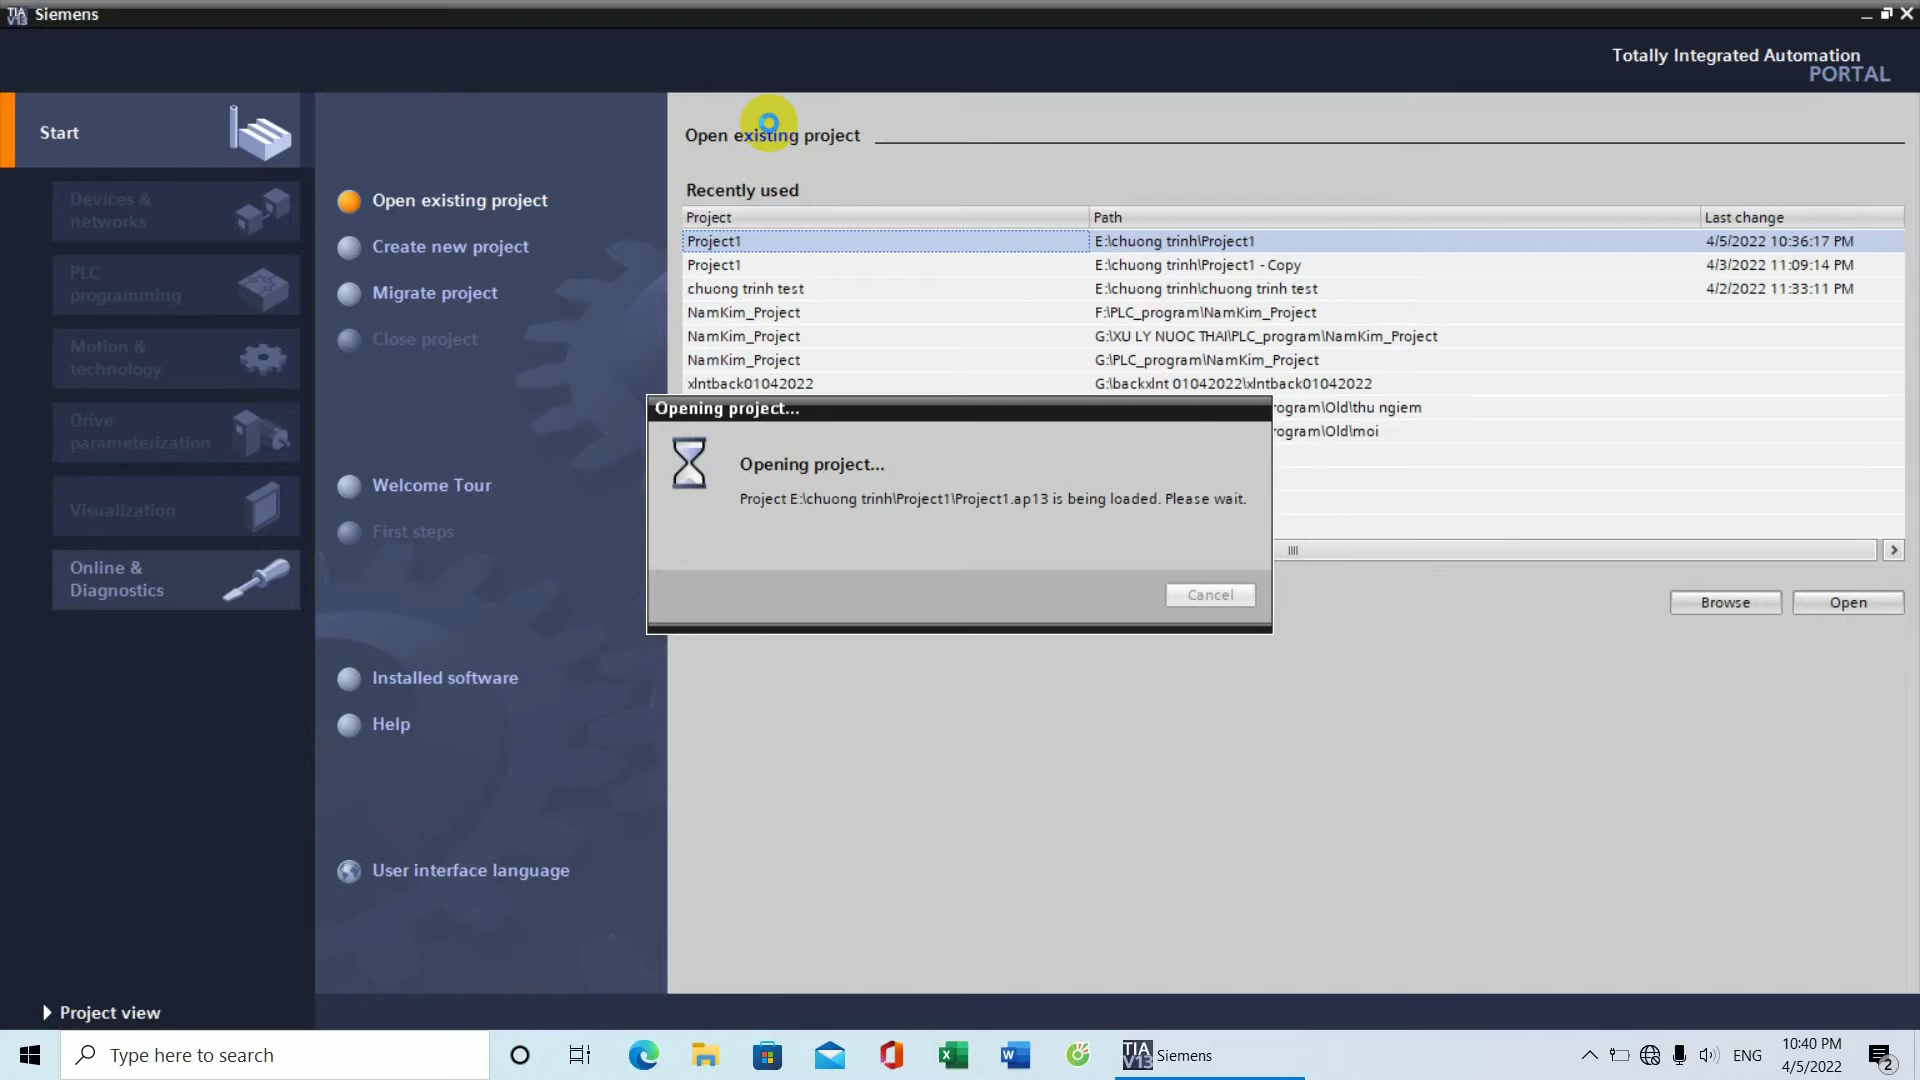 TIA
V13
Siemens
Totally Integrated Automation
PORTAL
Start
Devices &
networks
PLC
programming
Motion &
technology
Drive
parameterization
Visualization
Online &
Diagnostics
Project view
Open existing project
Create new project
Migrate project
Close project
Welcome Tour
First steps
Installed software
Help
User interface language
Open existing project
Recently used
Project Path Last change
Project1 E:\chuong trinh\Project1 4/5/2022 10:36:17 PM
Project1 E:\chuong trinh\Project1 - Copy 4/3/2022 11:09:14 PM
chuong trinh test E:\chuong trinh\chuong trinh test 4/2/2022 11:33:11 PM
NamKim_Project F:\PLC_program\NamKim_Project
NamKim_Project G:\XU LY NUOC THAI\PLC_program\NamKim_Project
NamKim_Project G:\PLC_program\NamKim_Project
xlntback01042022 G:\backxlnt 01042022\xlntback01042022
rogram\Old\thu ngiem
rogram\Old\moi
Opening project...
Opening project...
Project E:\chuong trinh\Project1\Project1.ap13 is being loaded. Please wait.
Cancel
Browse Open
Type here to search
TIA
V13
Siemens
ENG
10:40 PM
4/5/2022
2